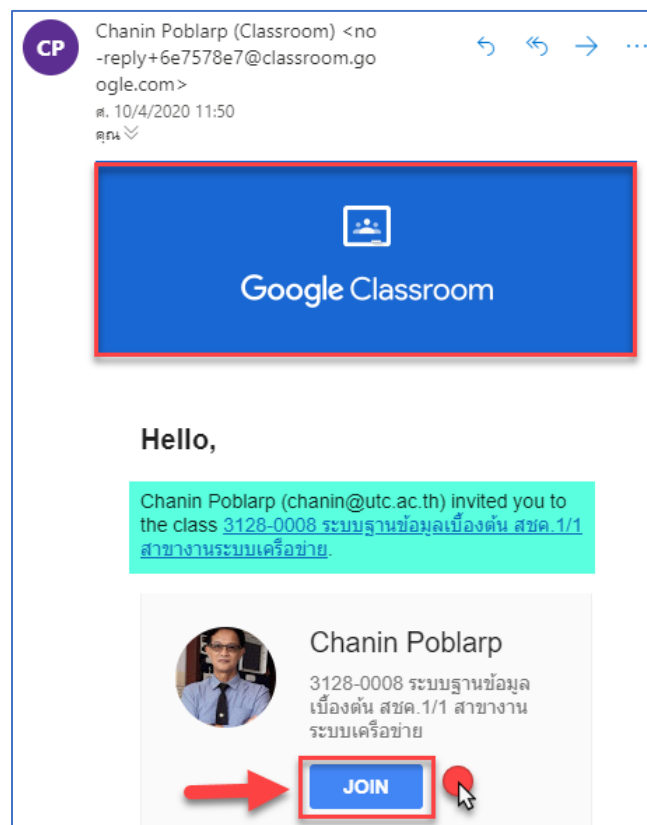 CP
Chanin Poblarp (Classroom) <no
-reply+6e7578e7@classroom.go
ogle.com>
ศ. 10/4/2020 11:50
คุณ
Google Classroom
Hello,
Chanin Poblarp (chanin@utc.ac.th) invited you to
the class 3128-0008 ระบบฐานข้อมูลเบื้องต้น สชค.1/1
สาขางานระบบเครือข่าย.
Chanin Poblarp
3128-0008 ระบบฐานข้อมูล
เบื้องต้น สชค.1/1 สาขางาน
ระบบเครือข่าย
JOIN